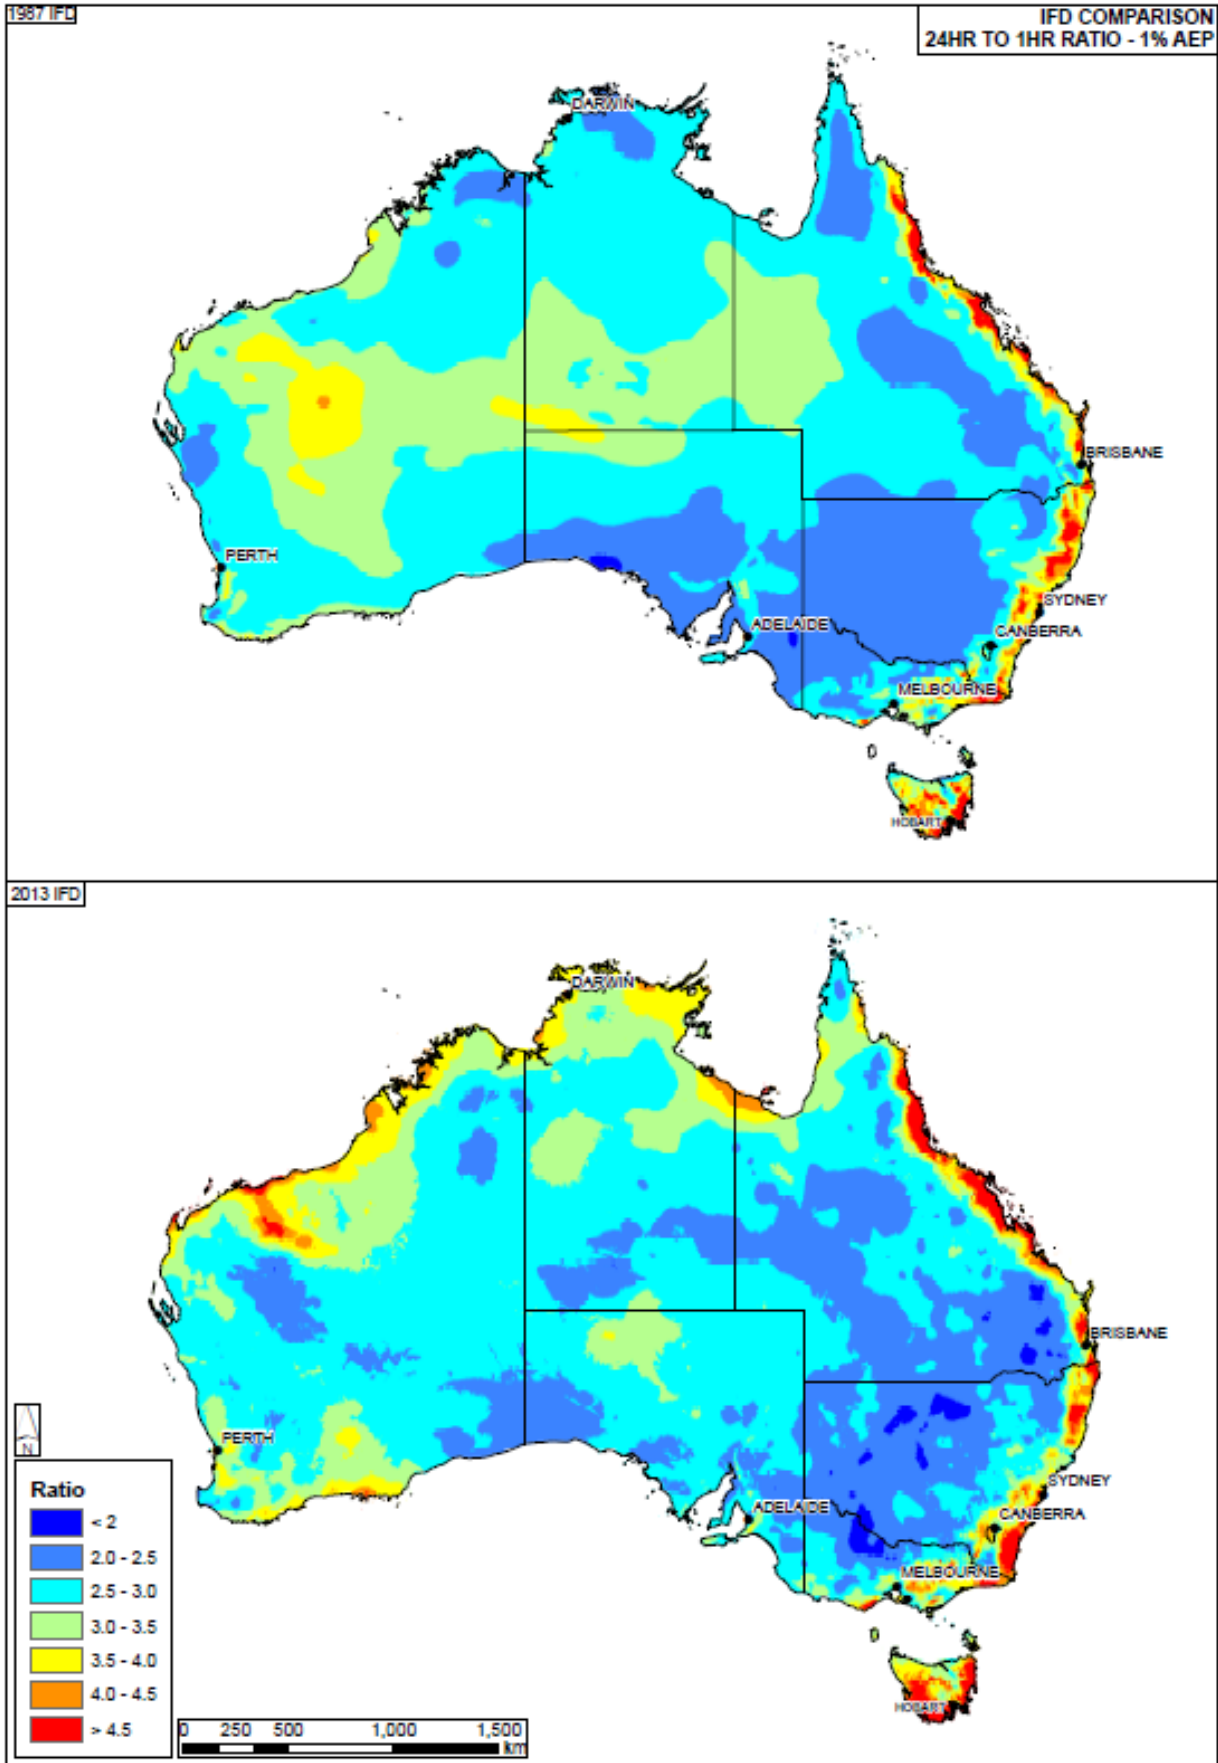 1987 IFD
IFD COMPARISON
24HR TO 1HR RATIO - 1% AEP
DARWIN
BRISBANE
PERTH
SYDNEY
ADELAIDE
CANBERRA
MELBOURNE
HOBART
2013 IFD
DARWIN
BRISBANE
PERTH
SYDNEY
ADELAIDE
CANBERRA
MELBOURNE
HOBART
N
Ratio
< 2
2.0 - 2.5
2.5 - 3.0
3.0 - 3.5
3.5 - 4.0
4.0 - 4.5
> 4.5
0 250 500 1,000 1,500
km